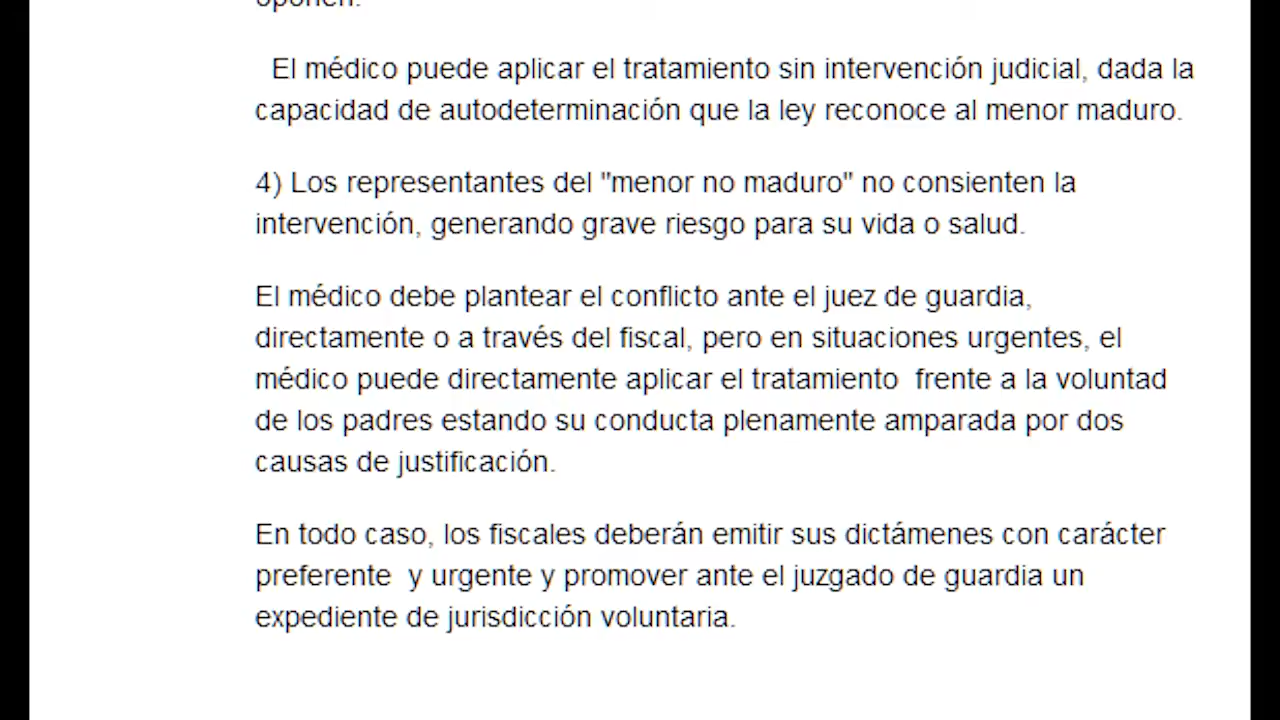 oponen.
El médico puede aplicar el tratamiento sin intervención judicial, dada la
capacidad de autodeterminación que la ley reconoce al menor maduro.
4) Los representantes del "menor no maduro" no consienten la
intervención, generando grave riesgo para su vida o salud.
El médico debe plantear el conflicto ante el juez de guardia,
directamente o a través del fiscal, pero en situaciones urgentes, el
médico puede directamente aplicar el tratamiento  frente a la voluntad
de los padres estando su conducta plenamente amparada por dos
causas de justificación.
En todo caso, los fiscales deberán emitir sus dictámenes con carácter
preferente  y urgente y promover ante el juzgado de guardia un
expediente de jurisdicción voluntaria.